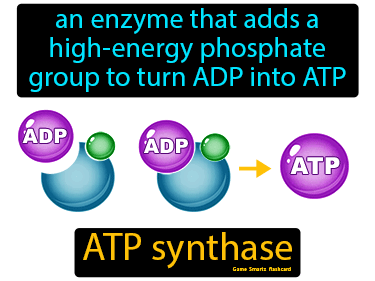 an enzyme that adds a
high-energy phosphate
group to turn ADP into ATP
ADP
ADP
ATP
ATP synthase
Game Smartz flashcard